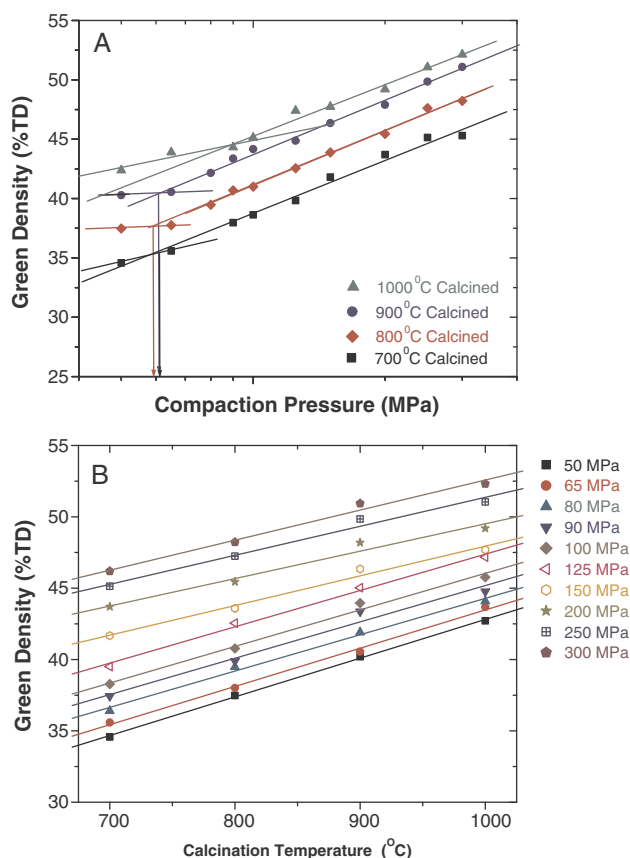 A
Green Density (%TD)
55
50
45
40
35
30
25
1000 °C Calcined
900 °C Calcined
800 °C Calcined
700 °C Calcined
Compaction Pressure (MPa)
B
Green Density (%TD)
55
50
45
40
35
30
700 800 900 1000
Calcination Temperature (°C)
50 MPa
65 MPa
80 MPa
90 MPa
100 MPa
125 MPa
150 MPa
200 MPa
250 MPa
300 MPa